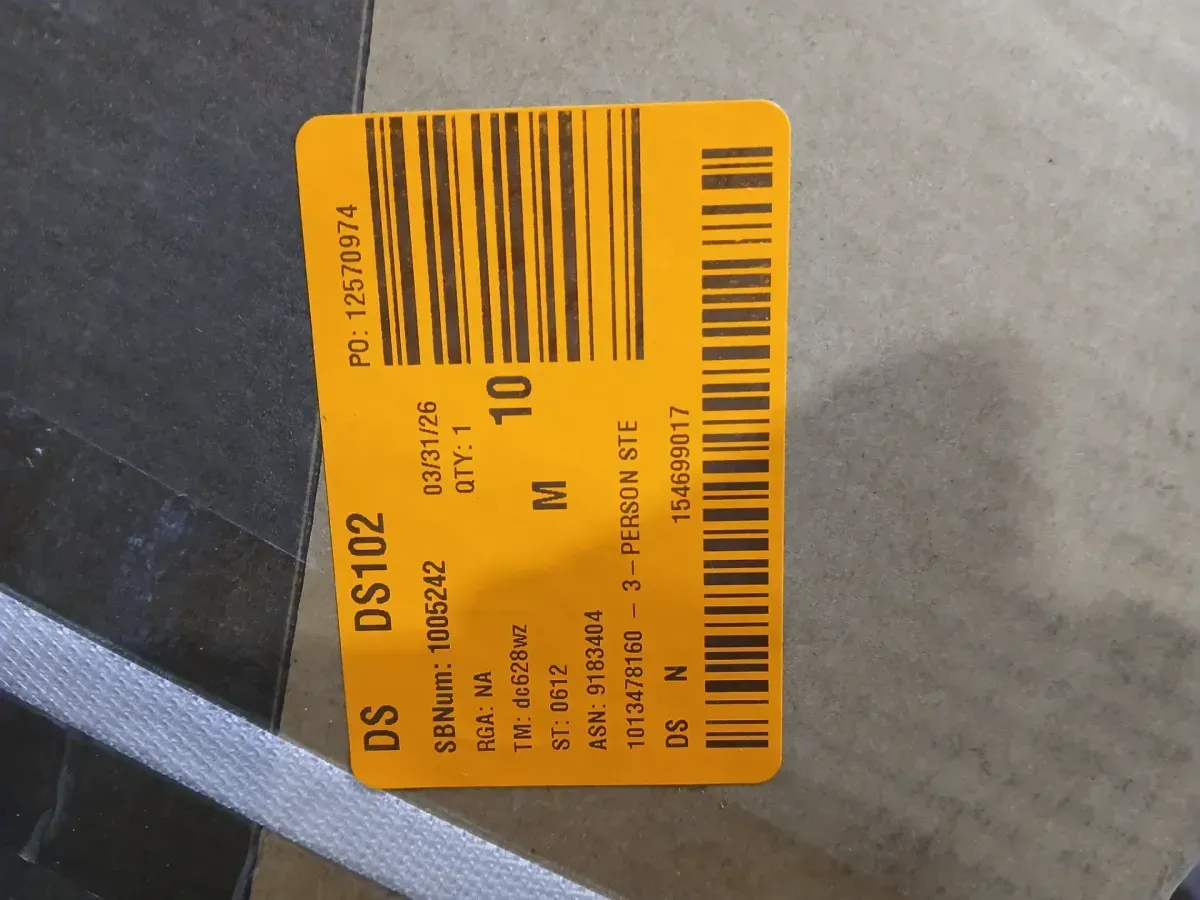 DS DS102 PO: 12570974
SBNum: 1005242 03/31/26
RGA: NA QTY: 1
TM: dc628wz 10
ST: 0612 M
ASN: 9183404
1013478160 - 3-PERSON STE
DS N 154699017